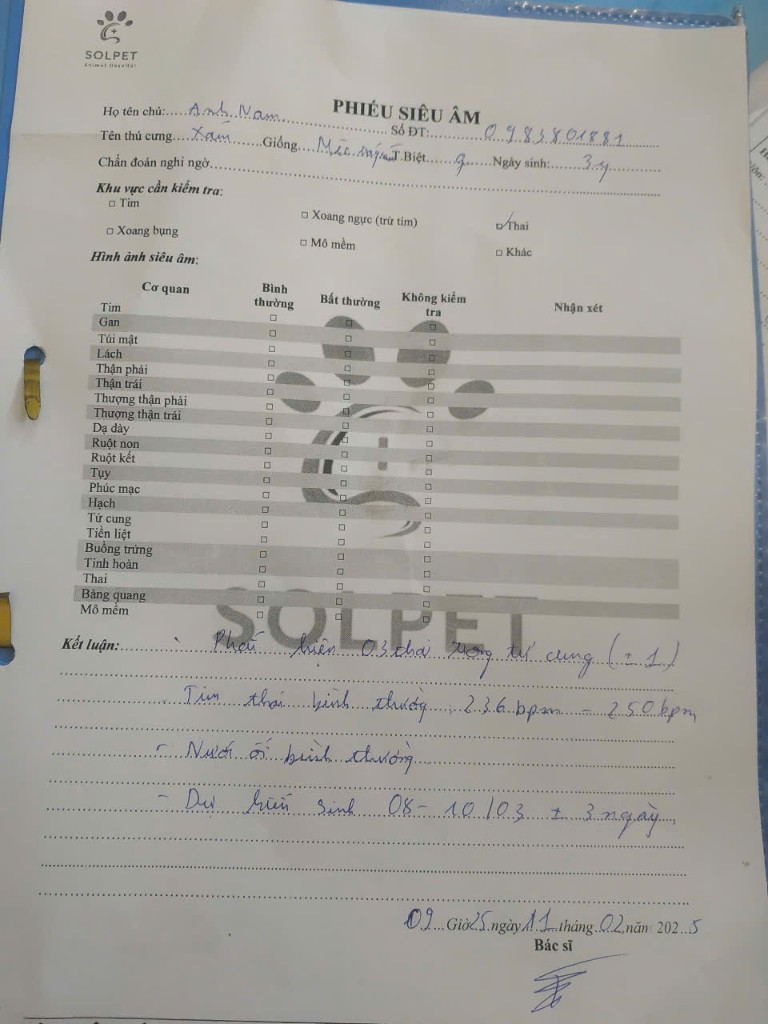 SOLPET
Animal Hospital
PHIẾU SIÊU ÂM
Họ tên chủ: Anh Nam Số ĐT: 0983801881
Tên thú cưng Xám Giống Mèo T.Biệt ♀ Ngày sinh: 3y
Chẩn đoán nghi ngờ
Khu vực cần kiểm tra:
Tim Xoang ngực (trừ tim) Thai
Xoang bụng Mô mềm Khác
Hình ảnh siêu âm:
Cơ quan Bình thường Bất thường Không kiểm tra Nhận xét
Tim
Gan
Túi mật
Lách
Thận phải
Thận trái
Thượng thận phải
Thượng thận trái
Dạ dày
Ruột non
Ruột kết
Tụy
Phúc mạc
Hạch
Tử cung
Tiền liệt
Buồng trứng
Tinh hoàn
Thai
Bàng quang
Mô mềm
SOLPET
Kết luận: Phát hiện 03 thai trong tử cung (± 1)
Tim thai bình thường 236 bpm - 250 bpm
- Nước ối bình thường
- Dự kiến sinh 08 - 10/03 ± 3 ngày
09 Giờ 25 ngày 11 tháng 02 năm 2025
Bác sĩ